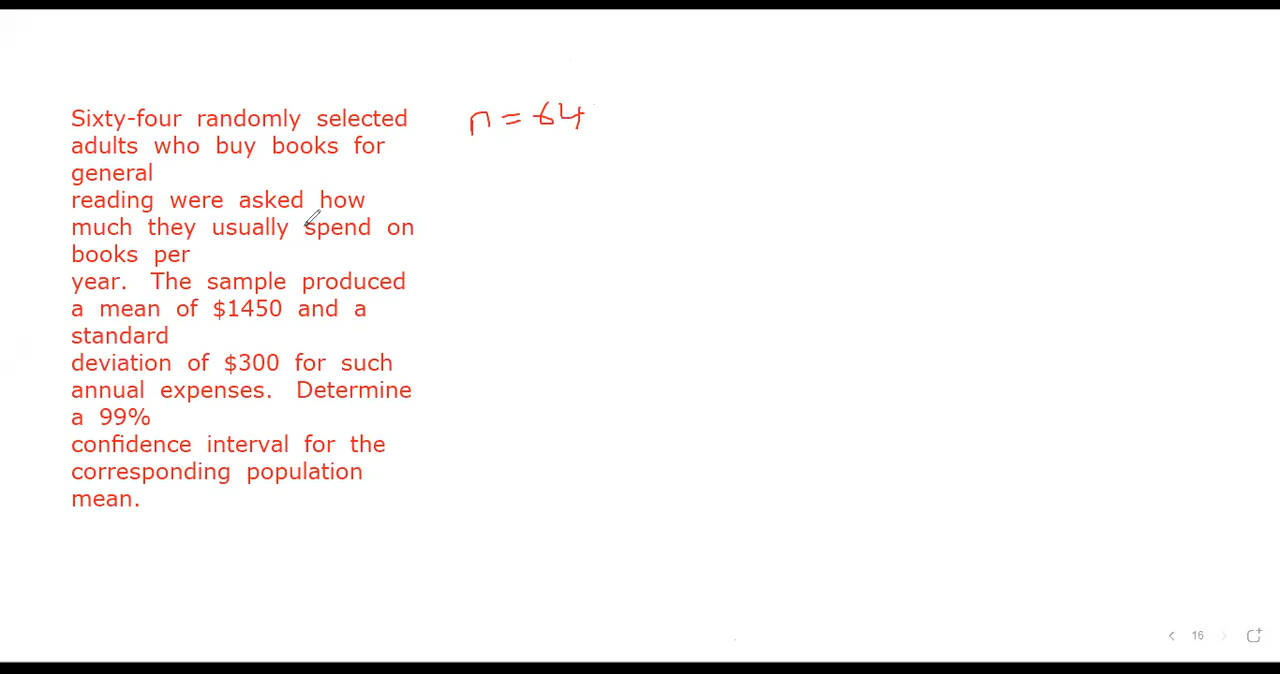 Sixty-four randomly selected
adults who buy books for
general
reading were asked how
much they usually spend on
books per
year. The sample produced
a mean of $1450 and a
standard
deviation of $300 for such
annual expenses. Determine
a 99%
confidence interval for the
corresponding population
mean.
n = 64
16